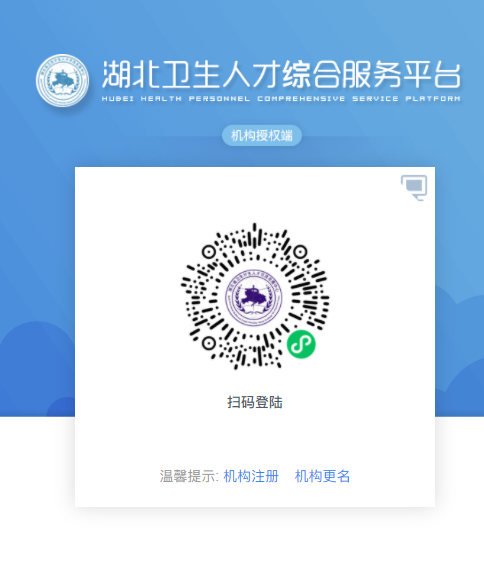 湖北卫生人才综合服务平台
HUBEI HEALTH PERSONNEL COMPREHENSIVE SERVICE PLATFORM
机构授权端
扫码登陆
温馨提示: 机构注册 机构更名